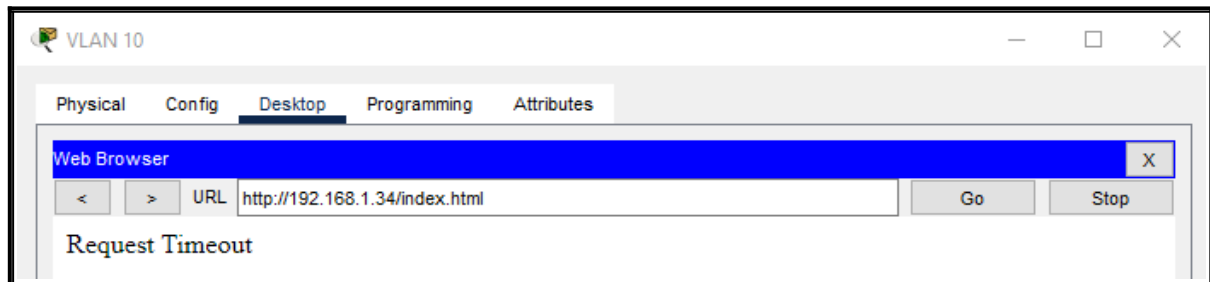 VLAN 10
Physical Config Desktop Programming Attributes
Web Browser X
< > URL http://192.168.1.34/index.html Go Stop
Request Timeout